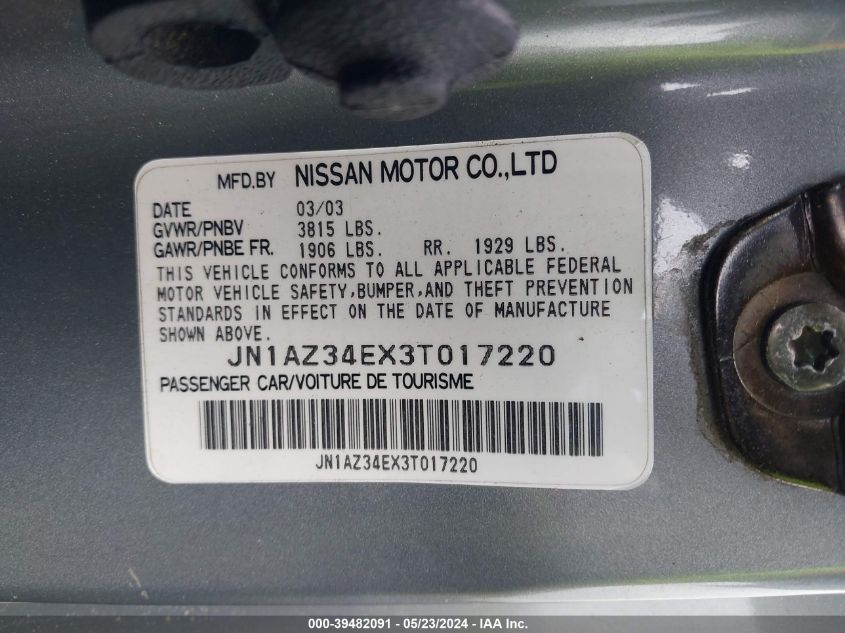 MFD.BY NISSAN MOTOR CO.,LTD
DATE 03/03
GVWR/PNBV 3815 LBS.
GAWR/PNBE FR. 1906 LBS. RR. 1929 LBS.
THIS VEHICLE CONFORMS TO ALL APPLICABLE FEDERAL
MOTOR VEHICLE SAFETY,BUMPER,AND THEFT PREVENTION
STANDARDS IN EFFECT ON THE DATE OF MANUFACTURE
SHOWN ABOVE.
JN1AZ34EX3T017220
PASSENGER CAR/VOITURE DE TOURISME
JN1AZ34EX3T017220
000-39482091 - 05/23/2024 - IAA Inc.